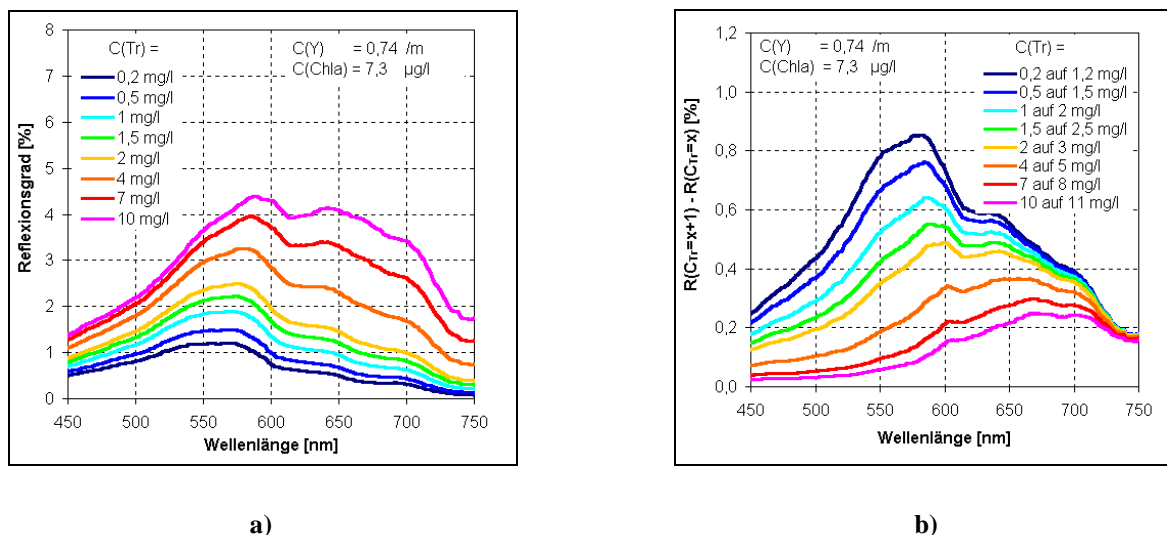 C(Tr) =
C(Y) = 0,74 /m
C(Chla) = 7,3 µg/l
0,2 mg/l
0,5 mg/l
1 mg/l
1,5 mg/l
2 mg/l
4 mg/l
7 mg/l
10 mg/l
Reflexionsgrad [%]
8
7
6
5
4
3
2
1
0
450 500 550 600 650 700 750
Wellenlänge [nm]
a)
C(Y) = 0,74 /m
C(Chla) = 7,3 µg/l
C(Tr) =
0,2 auf 1,2 mg/l
0,5 auf 1,5 mg/l
1 auf 2 mg/l
1,5 auf 2,5 mg/l
2 auf 3 mg/l
4 auf 5 mg/l
7 auf 8 mg/l
10 auf 11 mg/l
R(CTr=x+1) - R(CTr=x) [%]
1,2
1,0
0,8
0,6
0,4
0,2
0,0
450 500 550 600 650 700 750
Wellenlänge [nm]
b)